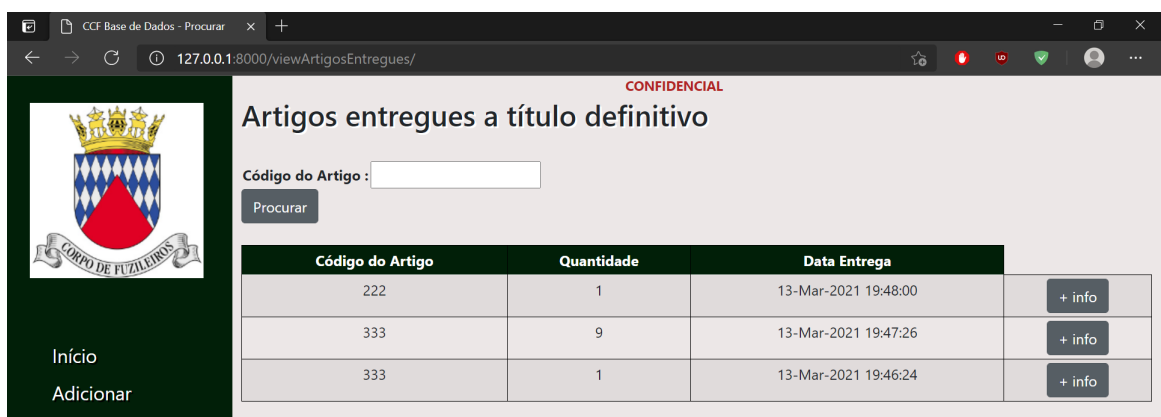 CCF Base de Dados - Procurar
127.0.0.1:8000/viewArtigosEntregues/
CONFIDENCIAL
Artigos entregues a título definitivo
CORPO DE FUZILEIROS
Código do Artigo :
Procurar
Código do Artigo Quantidade Data Entrega
222 1 13-Mar-2021 19:48:00 + info
333 9 13-Mar-2021 19:47:26 + info
333 1 13-Mar-2021 19:46:24 + info
Início
Adicionar